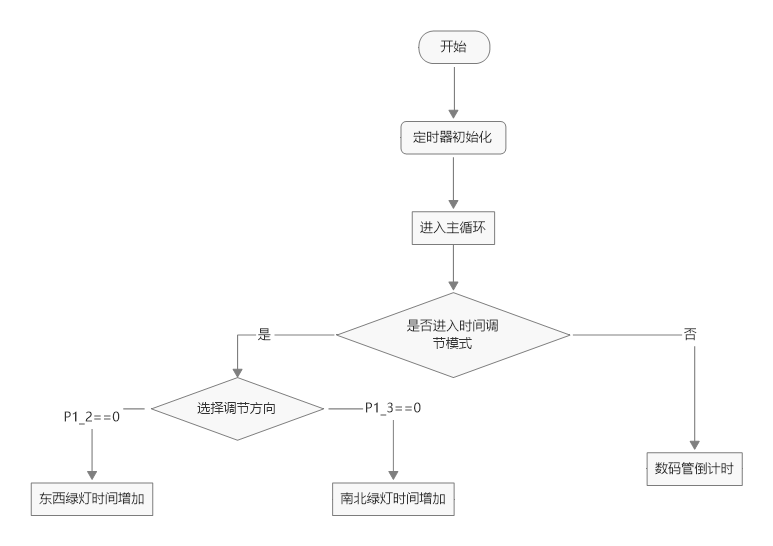 开始
定时器初始化
进入主循环
是否进入时间调
节模式
是
否
选择调节方向
P1_2==0
P1_3==0
数码管倒计时
东西绿灯时间增加
南北绿灯时间增加